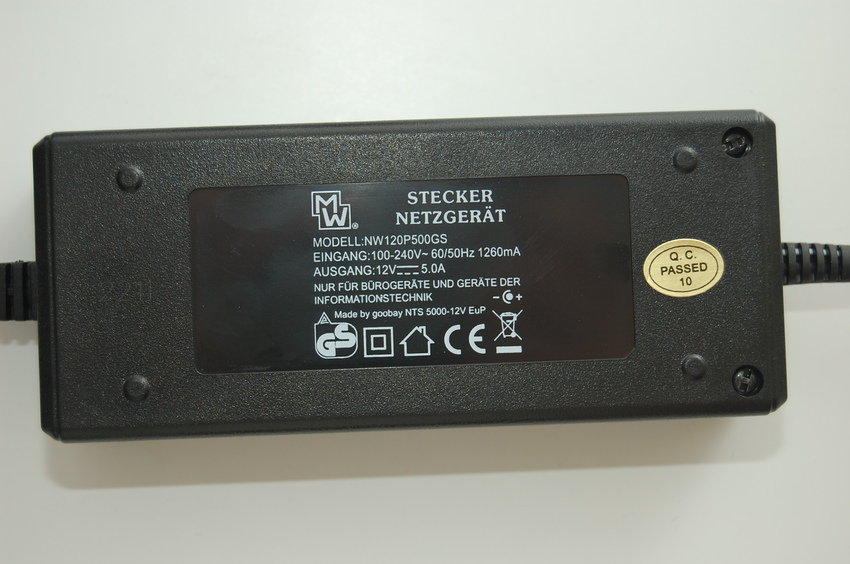 MW®
STECKER
NETZGERÄT
MODELL:NW120P500GS
EINGANG:100-240V~ 60/50Hz 1260mA
AUSGANG:12V⎓5.0A
NUR FÜR BÜROGERÄTE UND GERÄTE DER
INFORMATIONSTECHNIK
− +
Made by goobay NTS 5000-12V EuP
GS CE
Q.C.
PASSED
10